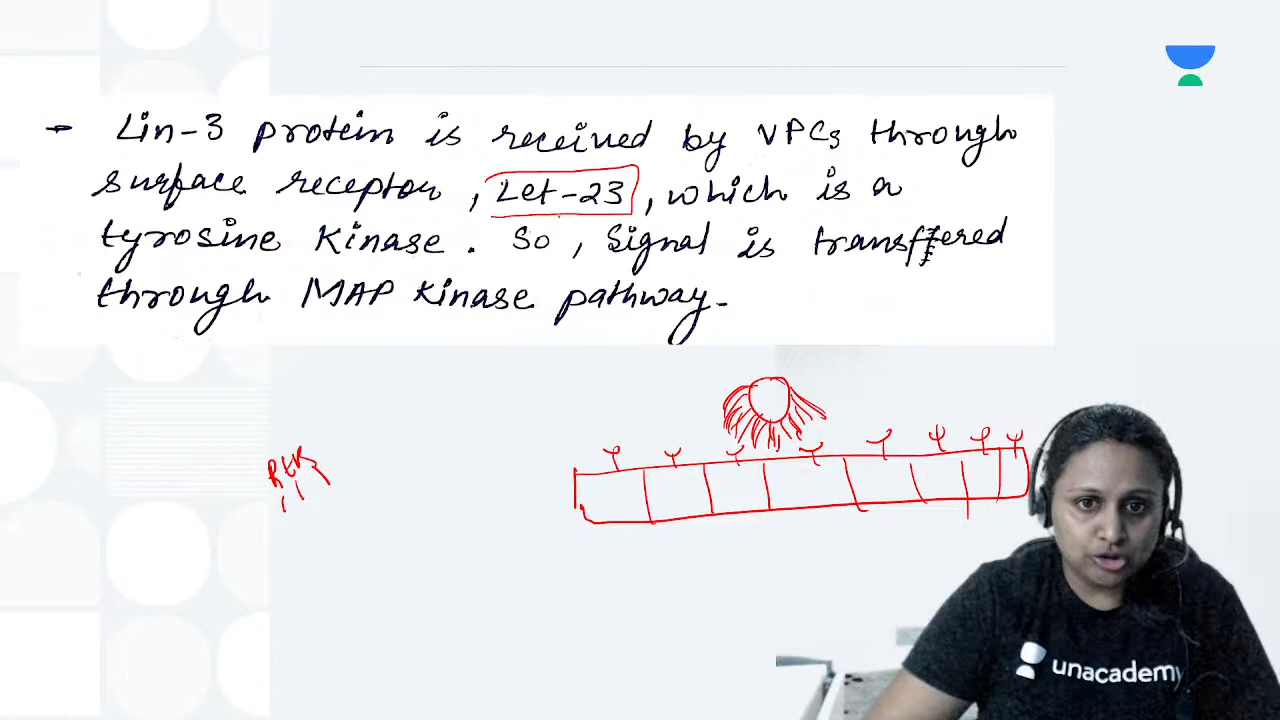 - Lin-3 protein is received by VPCs through
surface receptor, Let-23, which is a
tyrosine kinase. So, signal is transffered
through MAP kinase pathway.
unacademy